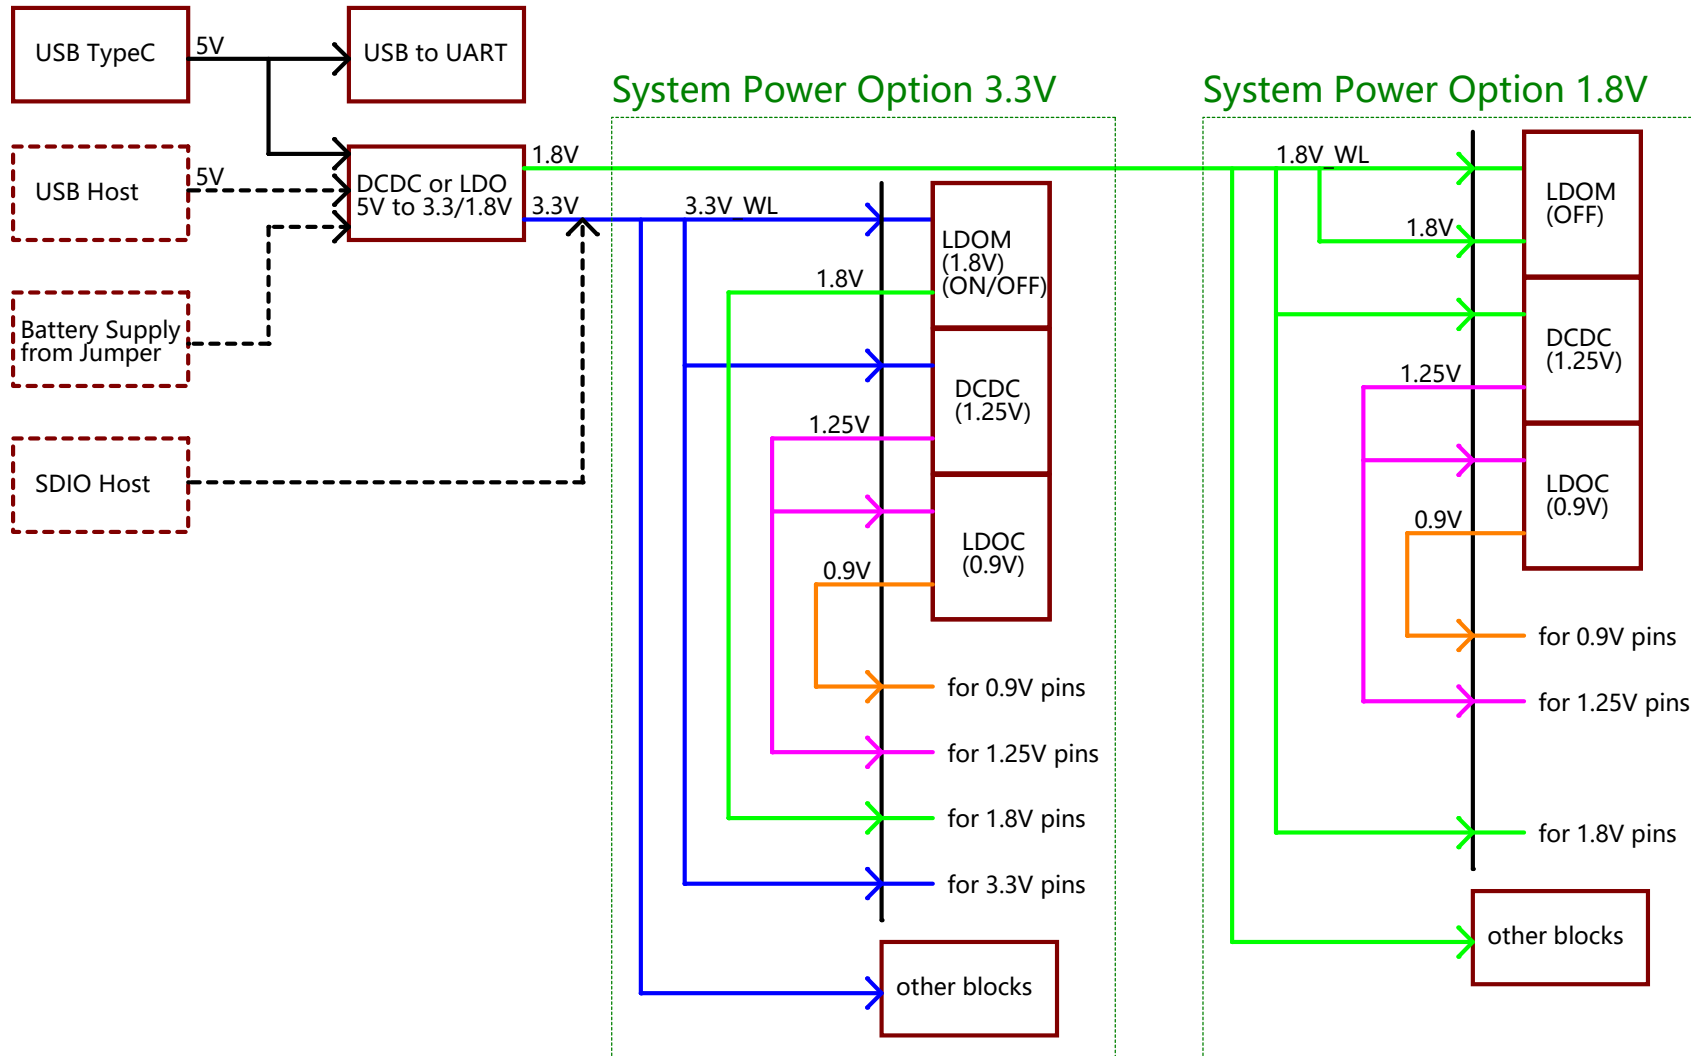 USB TypeC
5V
USB to UART
USB Host
5V
DCDC or LDO
5V to 3.3/1.8V
1.8V
3.3V
Battery Supply
from Jumper
SDIO Host
System Power Option 3.3V
3.3V_WL
LDOM
(1.8V)
(ON/OFF)
1.8V
DCDC
(1.25V)
1.25V
LDOC
(0.9V)
0.9V
for 0.9V pins
for 1.25V pins
for 1.8V pins
for 3.3V pins
other blocks
System Power Option 1.8V
1.8V_WL
LDOM
(OFF)
1.8V
DCDC
(1.25V)
1.25V
LDOC
(0.9V)
0.9V
for 0.9V pins
for 1.25V pins
for 1.8V pins
other blocks